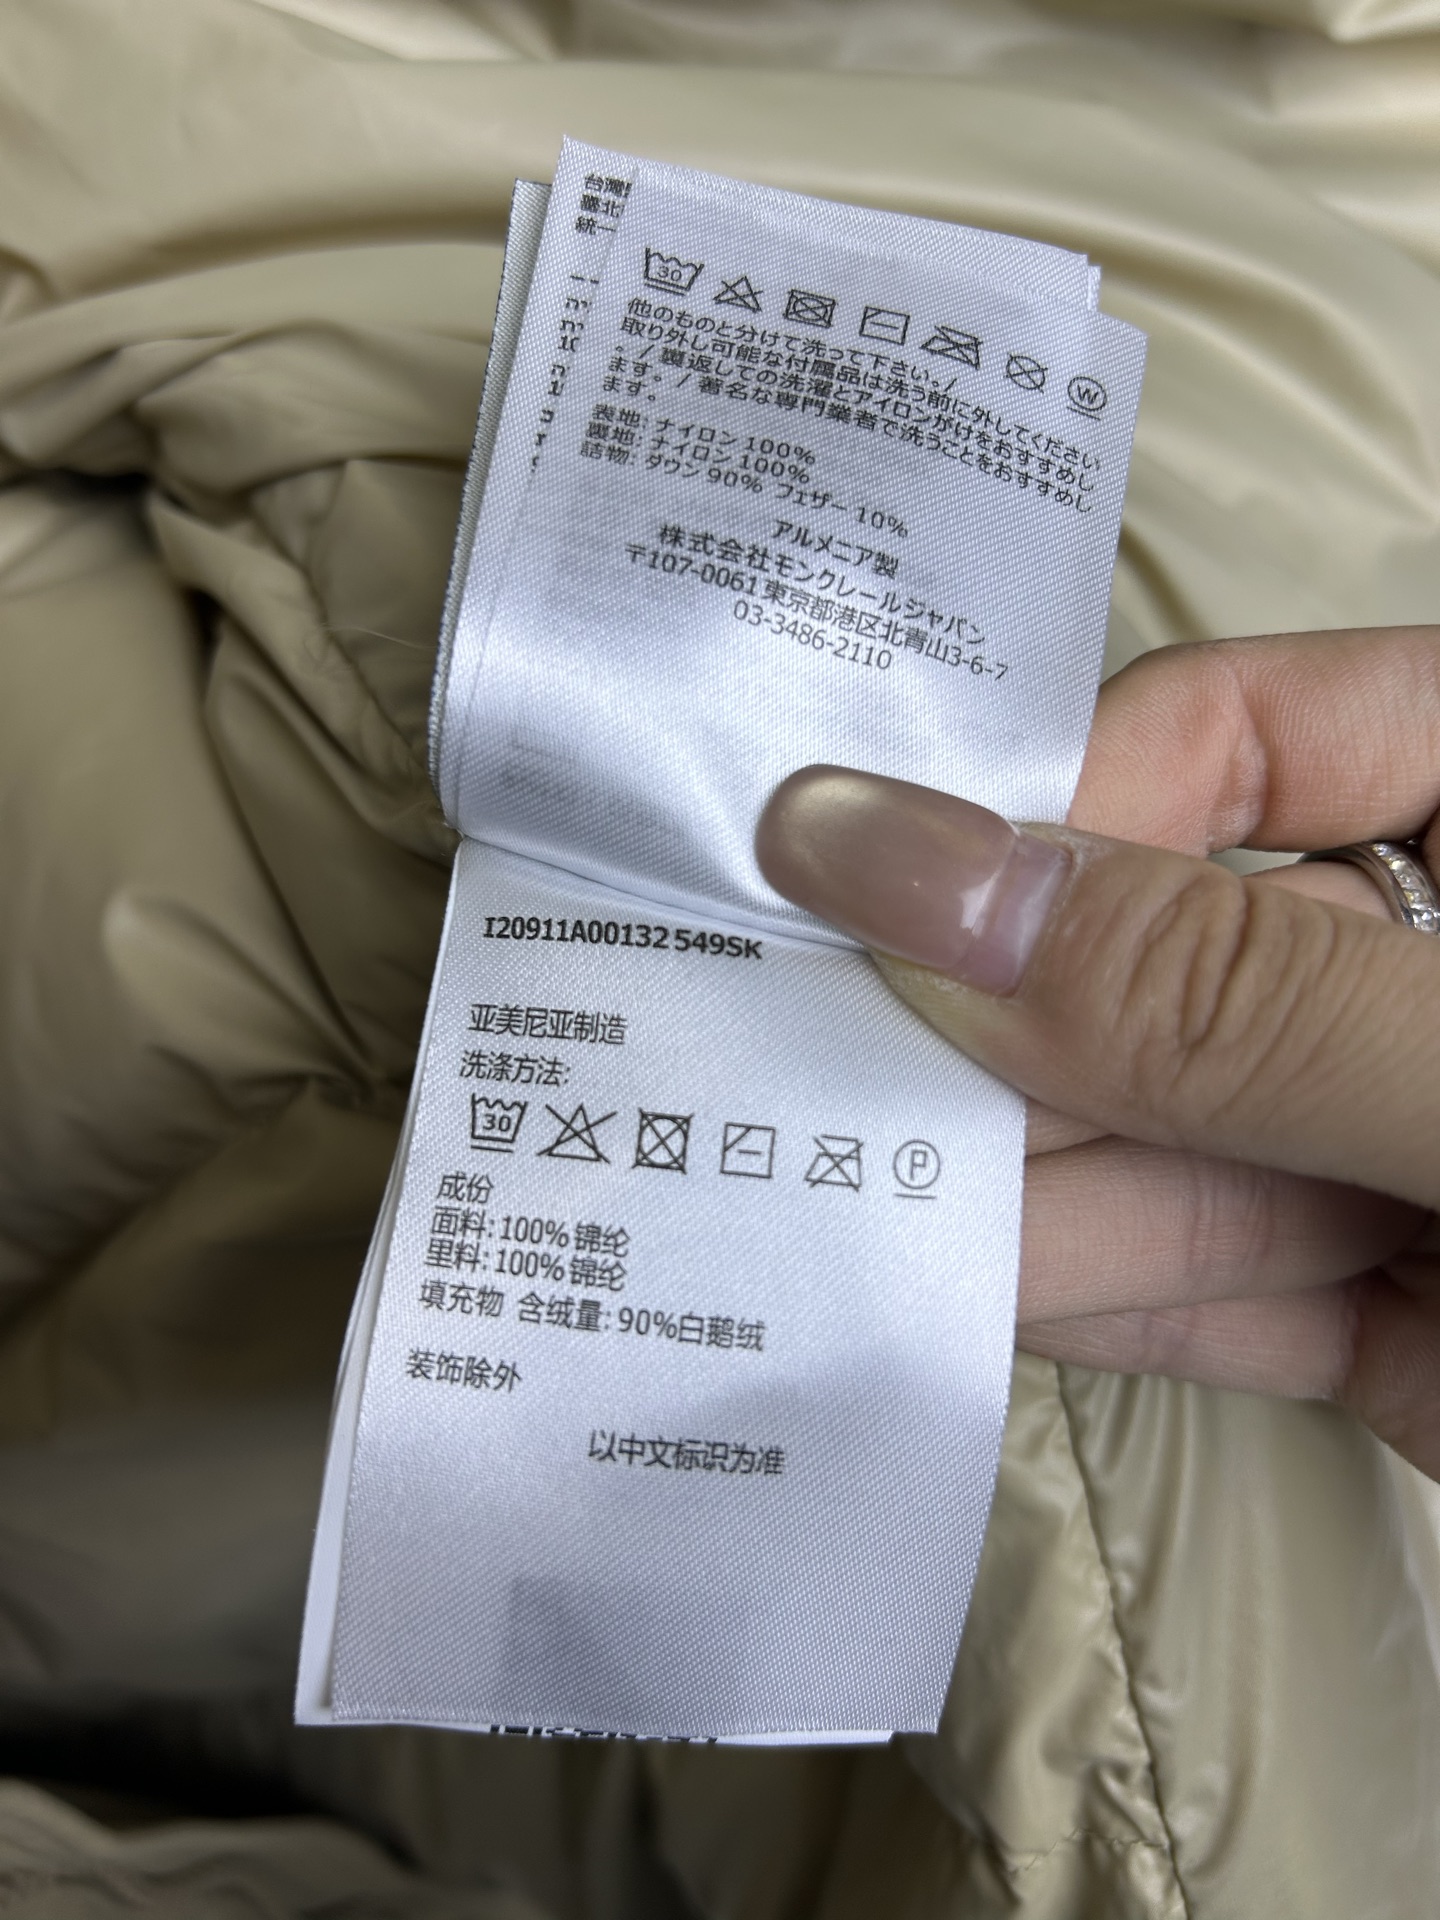 台灣
臺北
統一
30
他のものと分けて洗って下さい。/
取り外し可能な付属品は洗う前に外してください
。/ 裏返しての洗濯とアイロンがけをおすすめし
ます。/ 著名な専門業者で洗うことをおすすめし
ます。
表地: ナイロン 100%
裏地: ナイロン 100%
詰物: ダウン 90% フェザー 10%
アルメニア製
株式会社モンクレールジャパン
〒107-0061 東京都港区北青山3-6-7
03-3486-2110
W
I20911A00132 549SK
亚美尼亚制造
洗涤方法:
30
P
成份
面料: 100% 锦纶
里料: 100% 锦纶
填充物 含绒量: 90%白鹅绒
装饰除外
以中文标识为准